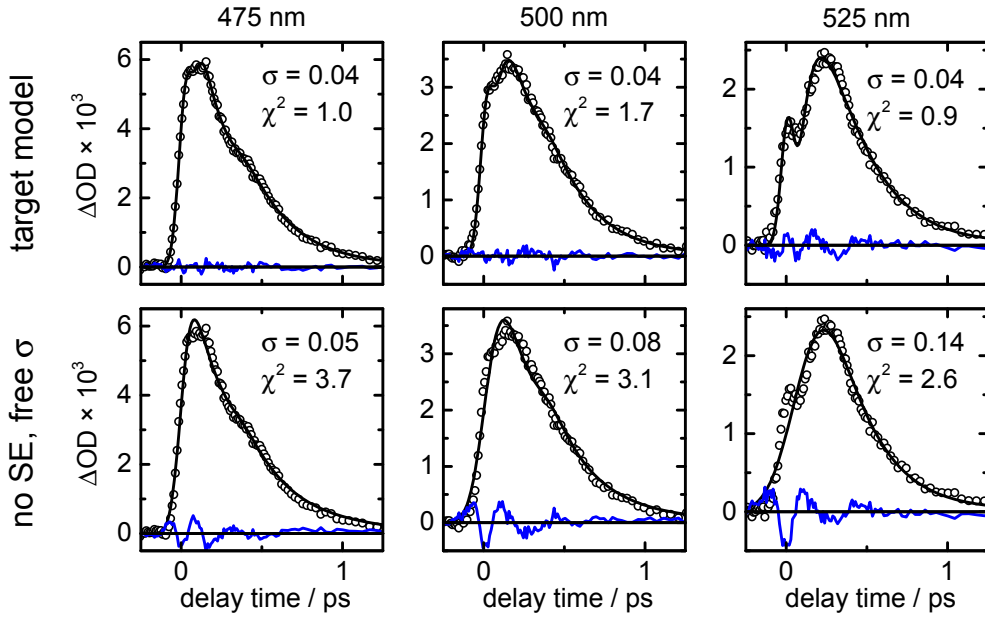 475 nm
500 nm
525 nm
target model
ΔOD × 10³
6
4
2
0
σ = 0.04
χ² = 1.0
3
2
1
0
σ = 0.04
χ² = 1.7
2
1
0
σ = 0.04
χ² = 0.9
no SE, free σ
ΔOD × 10³
6
4
2
0
σ = 0.05
χ² = 3.7
0
1
delay time / ps
3
2
1
0
σ = 0.08
χ² = 3.1
0
1
delay time / ps
2
1
0
σ = 0.14
χ² = 2.6
0
1
delay time / ps